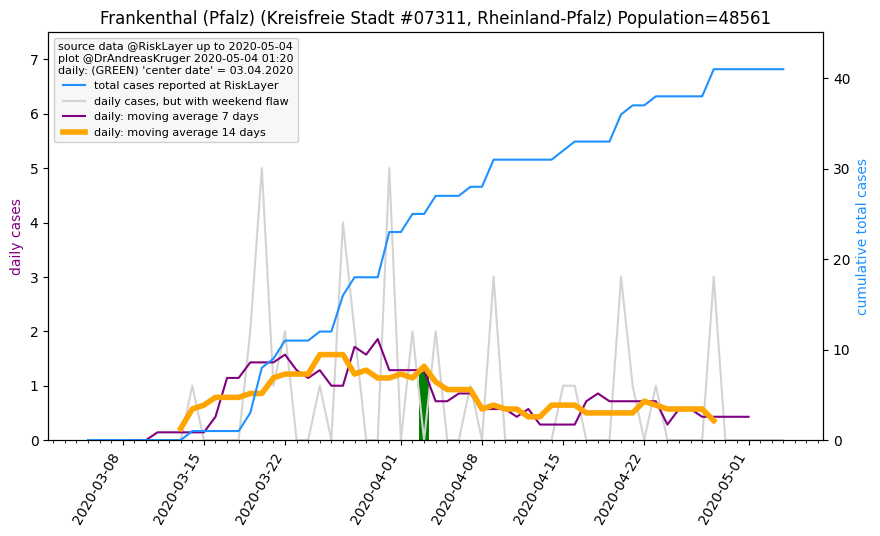 Frankenthal (Pfalz) (Kreisfreie Stadt #07311, Rheinland-Pfalz) Population=48561
source data @RiskLayer up to 2020-05-04
plot @DrAndreasKruger 2020-05-04 01:20
daily: (GREEN) 'center date' = 03.04.2020
total cases reported at RiskLayer
daily cases, but with weekend flaw
daily: moving average 7 days
daily: moving average 14 days
daily cases
7
6
5
4
3
2
1
0
cumulative total cases
40
30
20
10
0
2020-03-08
2020-03-15
2020-03-22
2020-04-01
2020-04-08
2020-04-15
2020-04-22
2020-05-01